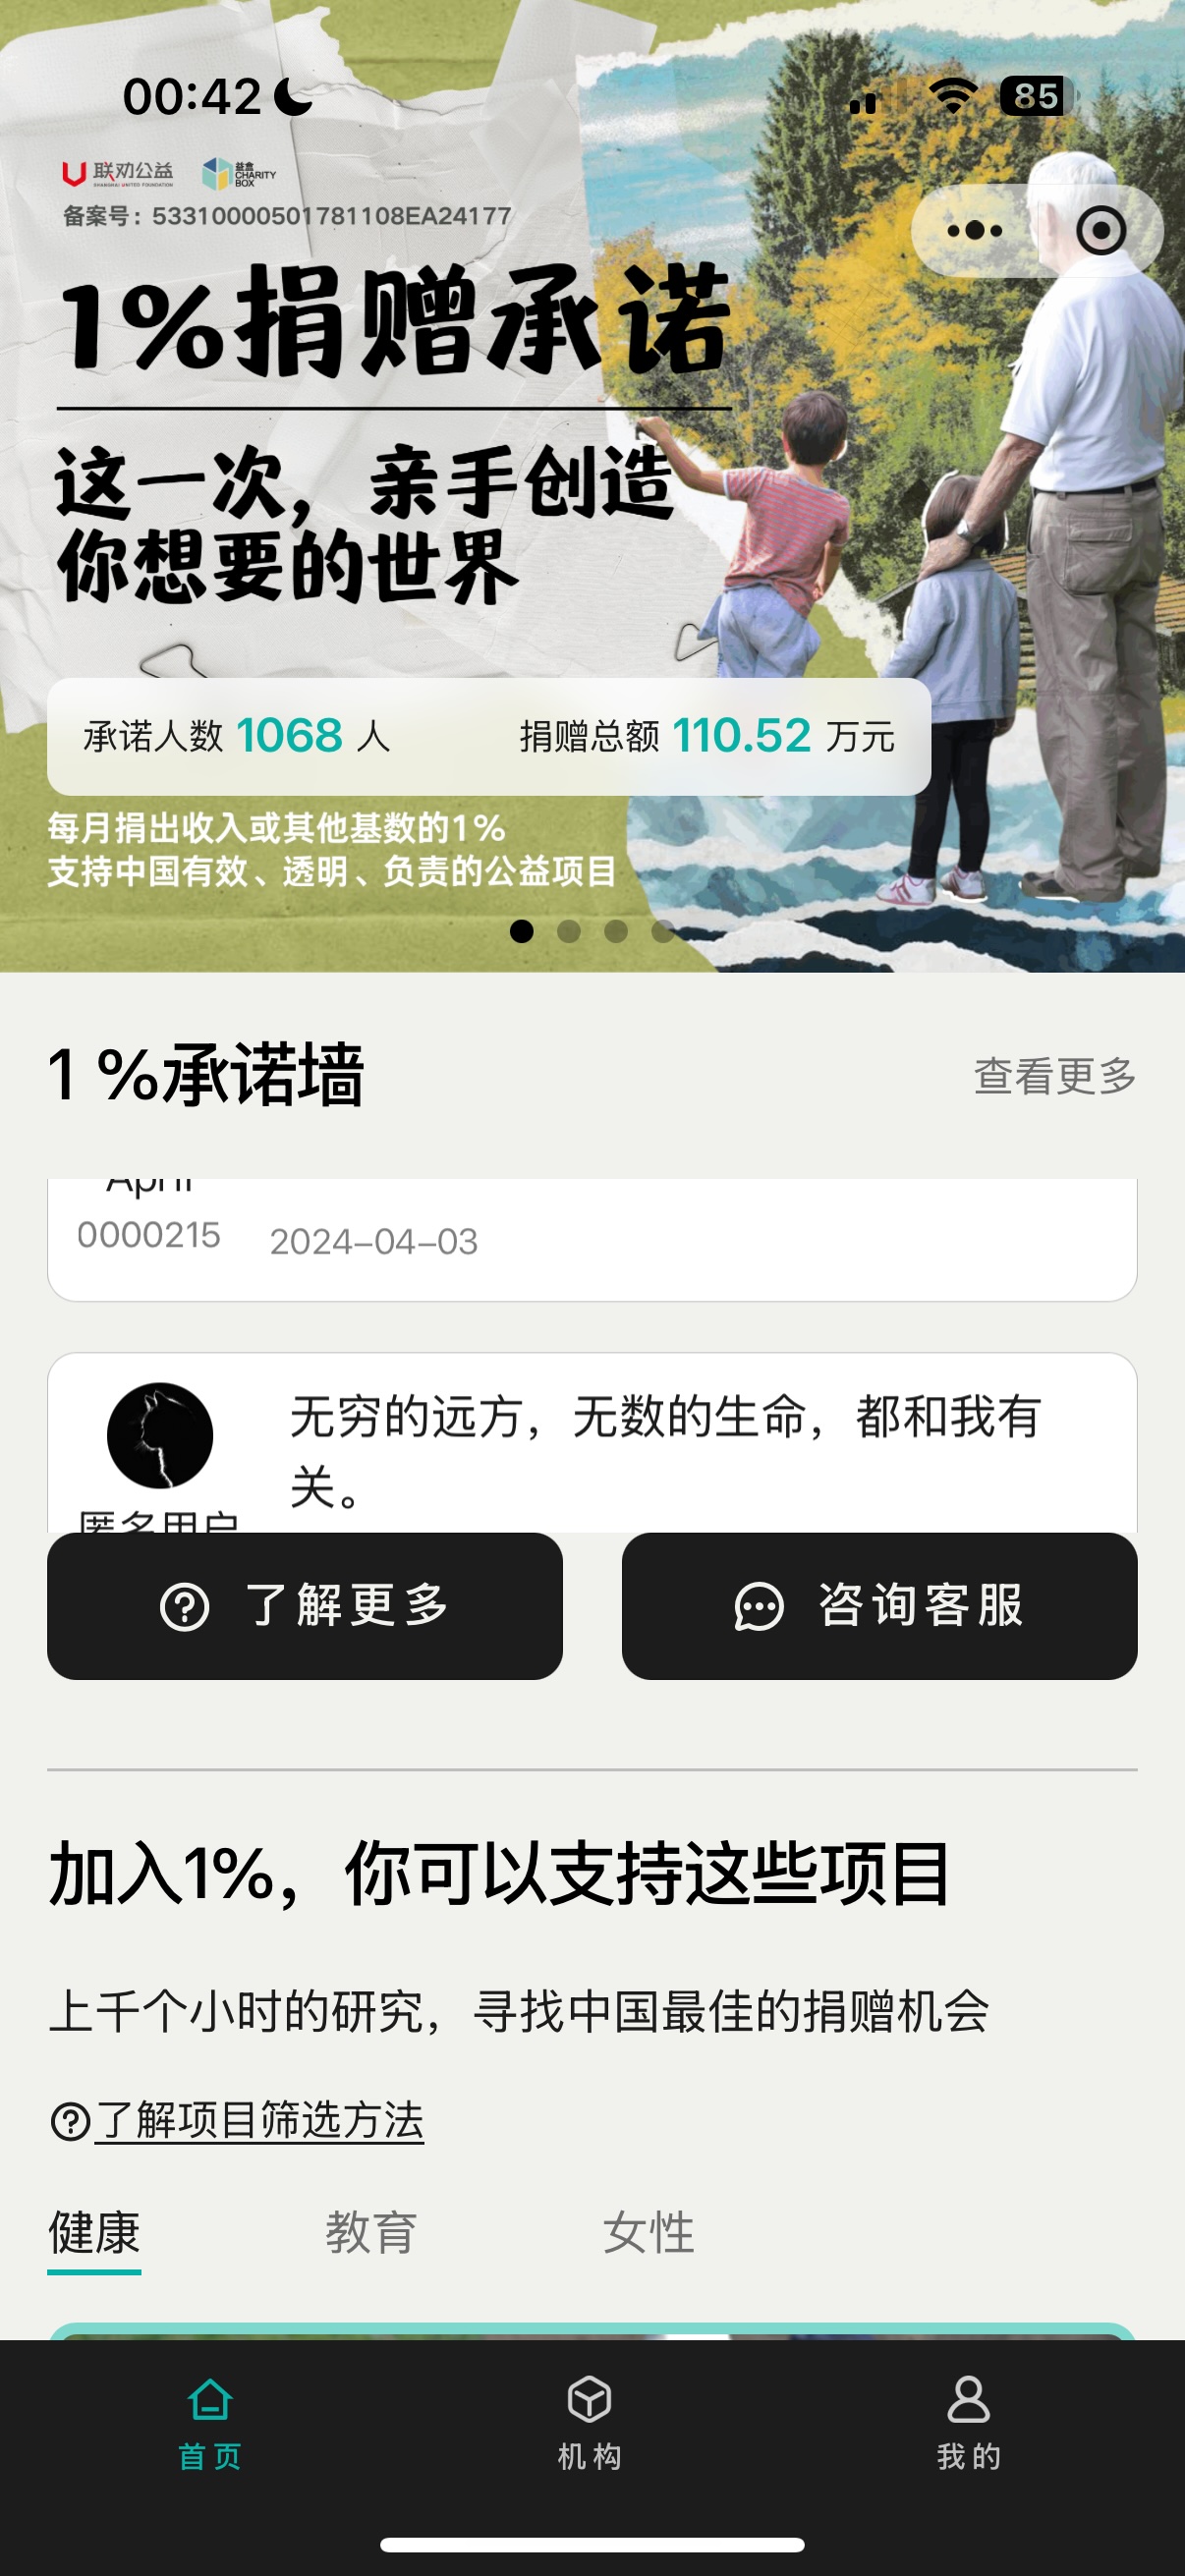 00:42
85
联劝公益
SHANGHAI UNITED FOUNDATION
益盒
CHARITY
BOX
备案号：53310000501781108EA24177
1%捐赠承诺
这一次，亲手创造
你想要的世界
承诺人数 1068 人
捐赠总额 110.52 万元
每月捐出收入或其他基数的1%
支持中国有效、透明、负责的公益项目
1 %承诺墙
查看更多
April
0000215
2024-04-03
无穷的远方，无数的生命，都和我有
关。
匿名用户
了解更多
咨询客服
加入1%，你可以支持这些项目
上千个小时的研究，寻找中国最佳的捐赠机会
了解项目筛选方法
健康
教育
女性
首页
机构
我的